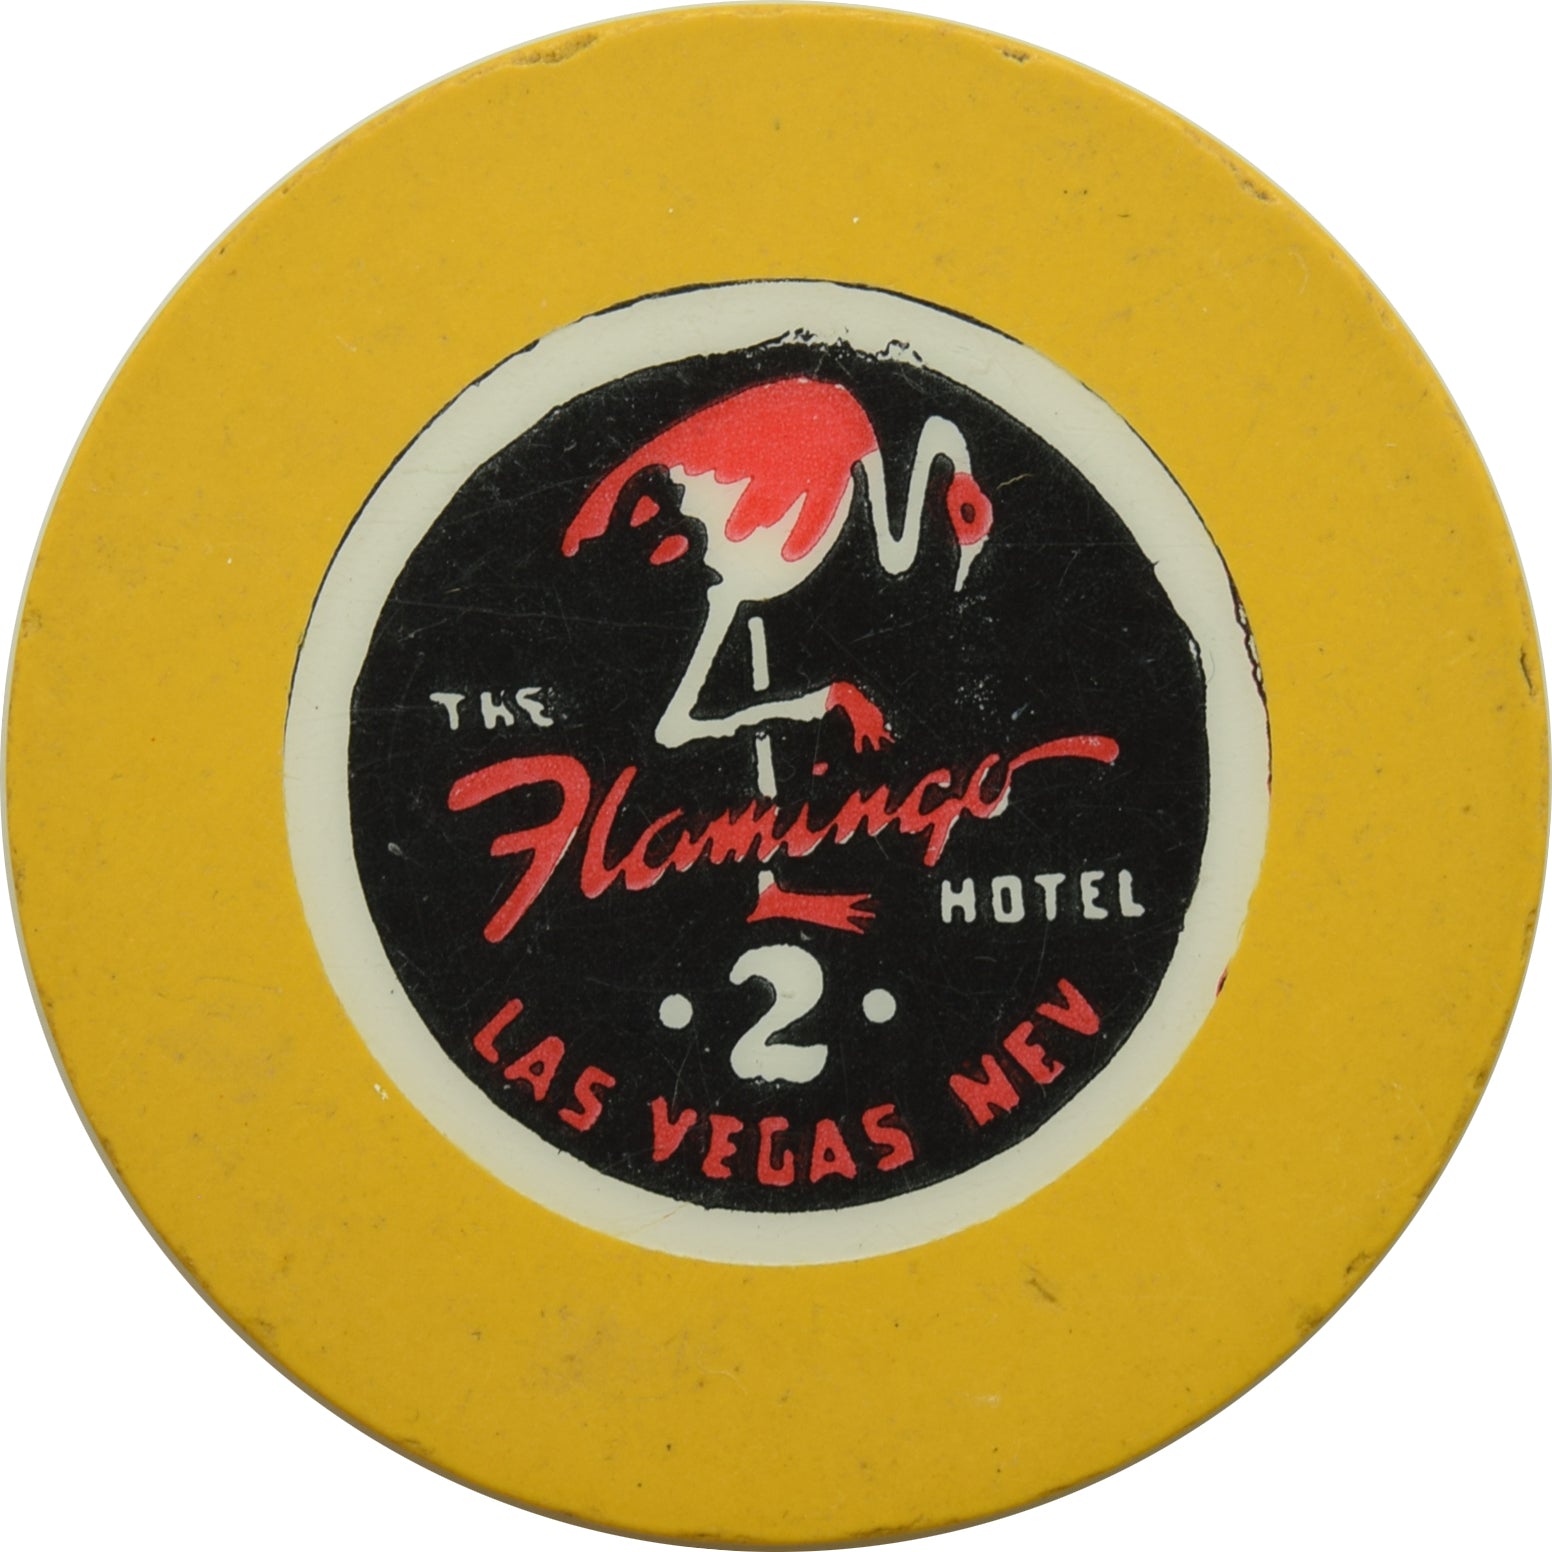 THE
Flamingo
HOTEL
· 2 ·
LAS VEGAS NEV